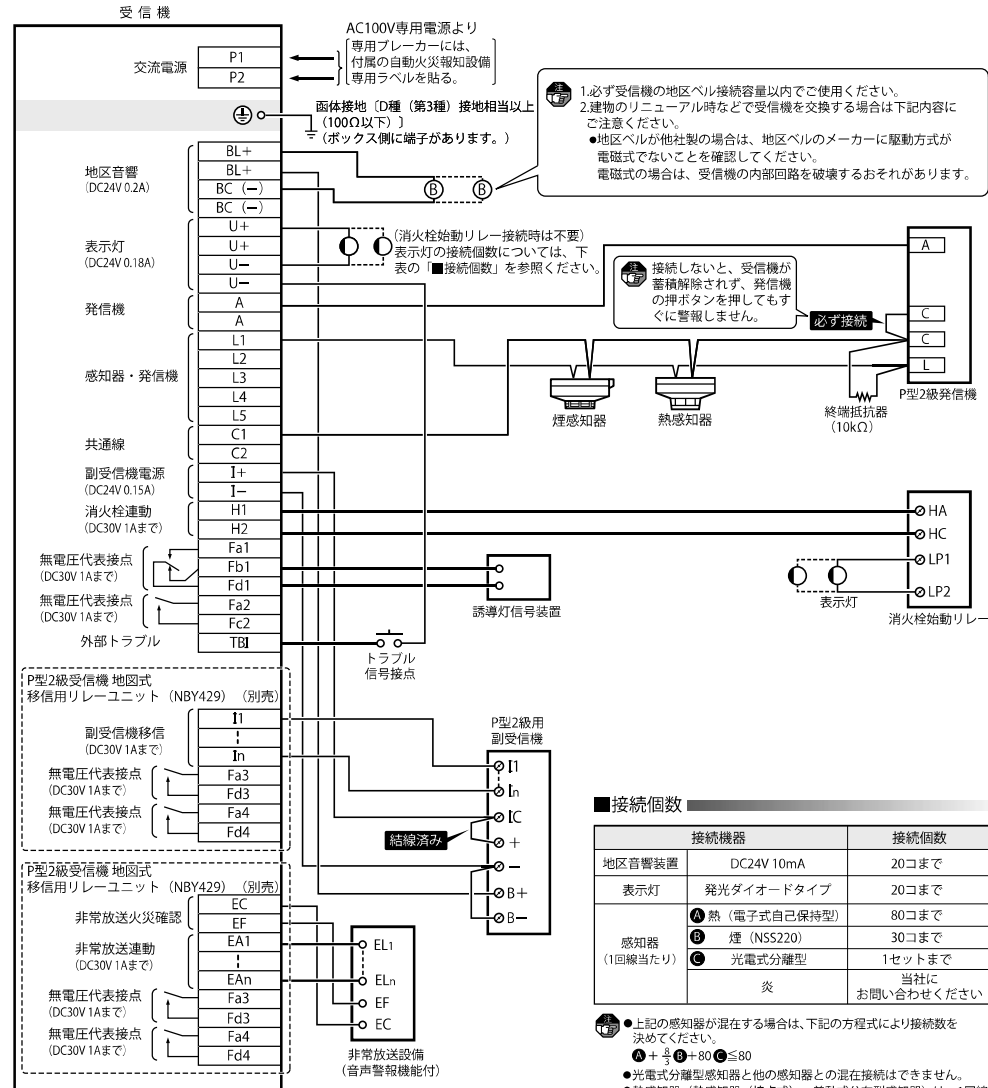 受信機
交流電源
P1
P2
AC100V専用電源より
専用ブレーカーには、
付属の自動火災報知設備
専用ラベルを貼る。
函体接地〔D種（第3種）接地相当以上
（100Ω以下）〕
（ボックス側に端子があります。）
注
1.必ず受信機の地区ベル接続容量以内でご使用ください。
2.建物のリニューアル時などで受信機を交換する場合は下記内容に
ご注意ください。
●地区ベルが他社製の場合は、地区ベルのメーカーに駆動方式が
電磁式でないことを確認してください。
電磁式の場合は、受信機の内部回路を破壊するおそれがあります。
地区音響
(DC24V 0.2A)
BL+
BL+
BC（−）
BC（−）
B
B
表示灯
(DC24V 0.18A)
U+
U+
U−
U−
（消火栓始動リレー接続時は不要）
表示灯の接続個数については、下
表の「■接続個数」を参照ください。
注
接続しないと、受信機が
蓄積解除されず、発信機
の押ボタンを押してもす
ぐに警報しません。
必ず接続
発信機
A
A
感知器・発信機
L1
L2
L3
L4
L5
共通線
C1
C2
煙感知器
熱感知器
終端抵抗器
（10kΩ）
A
C
C
L
P型2級発信機
副受信機電源
(DC24V 0.15A)
I+
I−
消火栓連動
(DC30V 1Aまで)
H1
H2
無電圧代表接点
(DC30V 1Aまで)
Fa1
Fb1
Fd1
無電圧代表接点
(DC30V 1Aまで)
Fa2
Fc2
外部トラブル
TBI
誘導灯信号装置
トラブル
信号接点
HA
HC
LP1
LP2
表示灯
消火栓始動リレー
P型2級受信機 地図式
移信用リレーユニット（NBY429）（別売）
副受信機移信
(DC30V 1Aまで)
I1
In
無電圧代表接点
(DC30V 1Aまで)
Fa3
Fd3
無電圧代表接点
(DC30V 1Aまで)
Fa4
Fd4
P型2級用
副受信機
I1
In
IC
+
−
B+
B−
結線済み
P型2級受信機 地図式
移信用リレーユニット（NBY429）（別売）
非常放送火災確認
EC
EF
非常放送連動
(DC30V 1Aまで)
EA1
EAn
無電圧代表接点
(DC30V 1Aまで)
Fa3
Fd3
無電圧代表接点
(DC30V 1Aまで)
Fa4
Fd4
EL1
ELn
EF
EC
非常放送設備
（音声警報機能付）
■接続個数
接続機器 接続個数
地区音響装置 DC24V 10mA 20コまで
表示灯 発光ダイオードタイプ 20コまで
感知器
(1回線当たり)
A 熱（電子式自己保持型） 80コまで
B 煙（NSS220） 30コまで
C 光電式分離型 1セットまで
炎 当社に
お問い合わせください
注
●上記の感知器が混在する場合は、下記の方程式により接続数を
決めてください。
A + 8/3 B + 80 C ≦80
●光電式分離型感知器と他の感知器との混在接続はできません。